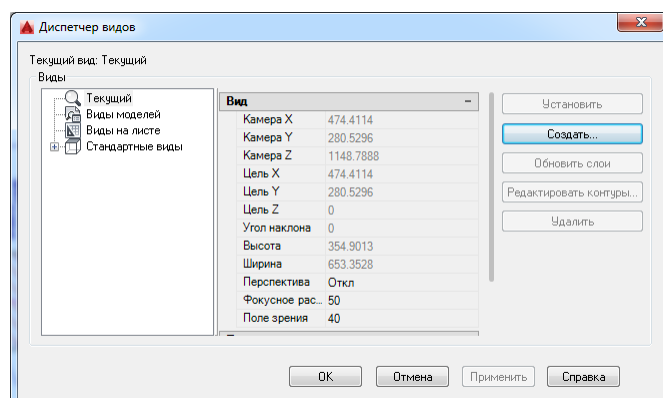 Диспетчер видов
Текущий вид: Текущий
Виды
Текущий
Виды моделей
Виды на листе
Стандартные виды
Вид
Камера X 474.4114
Камера Y 280.5296
Камера Z 1148.7888
Цель X 474.4114
Цель Y 280.5296
Цель Z 0
Угол наклона 0
Высота 354.9013
Ширина 653.3528
Перспектива Откл
Фокусное рас... 50
Поле зрения 40
Установить
Создать...
Обновить слои
Редактировать контуры...
Удалить
OK Отмена Применить Справка